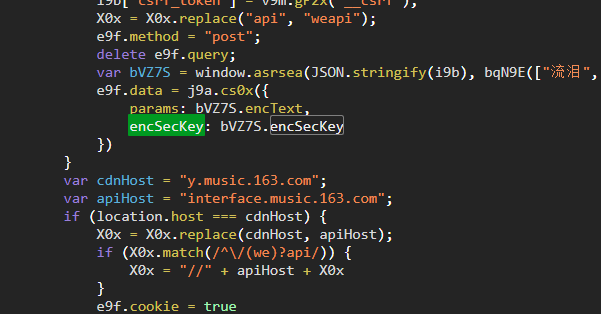 i9b["csrf_token"] = v9m.gP2x("__csrf");
X0x = X0x.replace("api", "weapi");
e9f.method = "post";
delete e9f.query;
var bVZ7S = window.asrsea(JSON.stringify(i9b), bqN9E(["流泪",
e9f.data = j9a.cs0x({
params: bVZ7S.encText,
encSecKey: bVZ7S.encSecKey
})
}
var cdnHost = "y.music.163.com";
var apiHost = "interface.music.163.com";
if (location.host === cdnHost) {
X0x = X0x.replace(cdnHost, apiHost);
if (X0x.match(/^\/(we)?api/)) {
X0x = "//" + apiHost + X0x
}
e9f.cookie = true